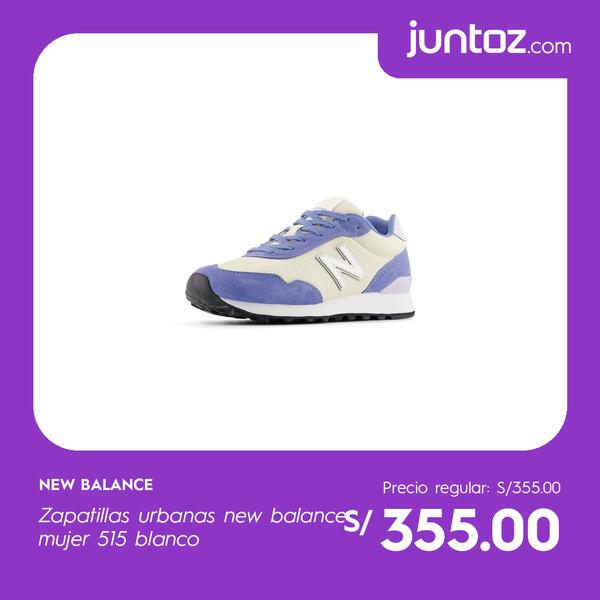 juntoz.com
N
NEW BALANCE
Zapatillas urbanas new balance
mujer 515 blanco
Precio regular: S/355.00
S/ 355.00